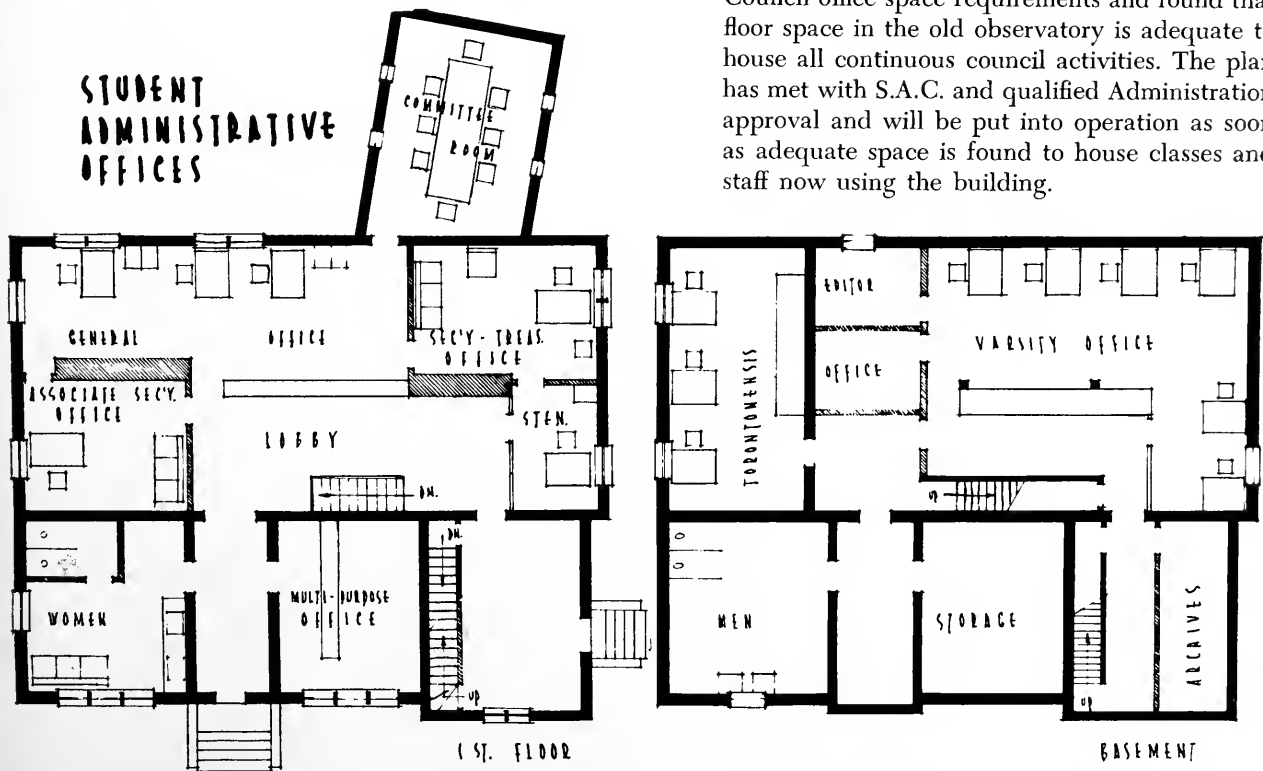 Council office space requirements and found tha
floor space in the old observatory is adequate t
house all continuous council activities. The plan
has met with S.A.C. and qualified Administration
approval and will be put into operation as soon
as adequate space is found to house classes and
staff now using the building.
STUDENT
ADMINISTRATIVE
OFFICES
COMMITTEE
ROOM
GENERAL OFFICE
SEC'Y - TREAS.
OFFICE
ASSOCIATE SEC'Y.
OFFICE
LOBBY
STEN.
DN.
DN.
WOMEN
MULTI-PURPOSE
OFFICE
UP
1 ST. FLOOR
EDITOR
OFFICE
VARSITY OFFICE
TORONTONENSIS
UP
MEN
STORAGE
ARCAIVES
UP
BASEMENT